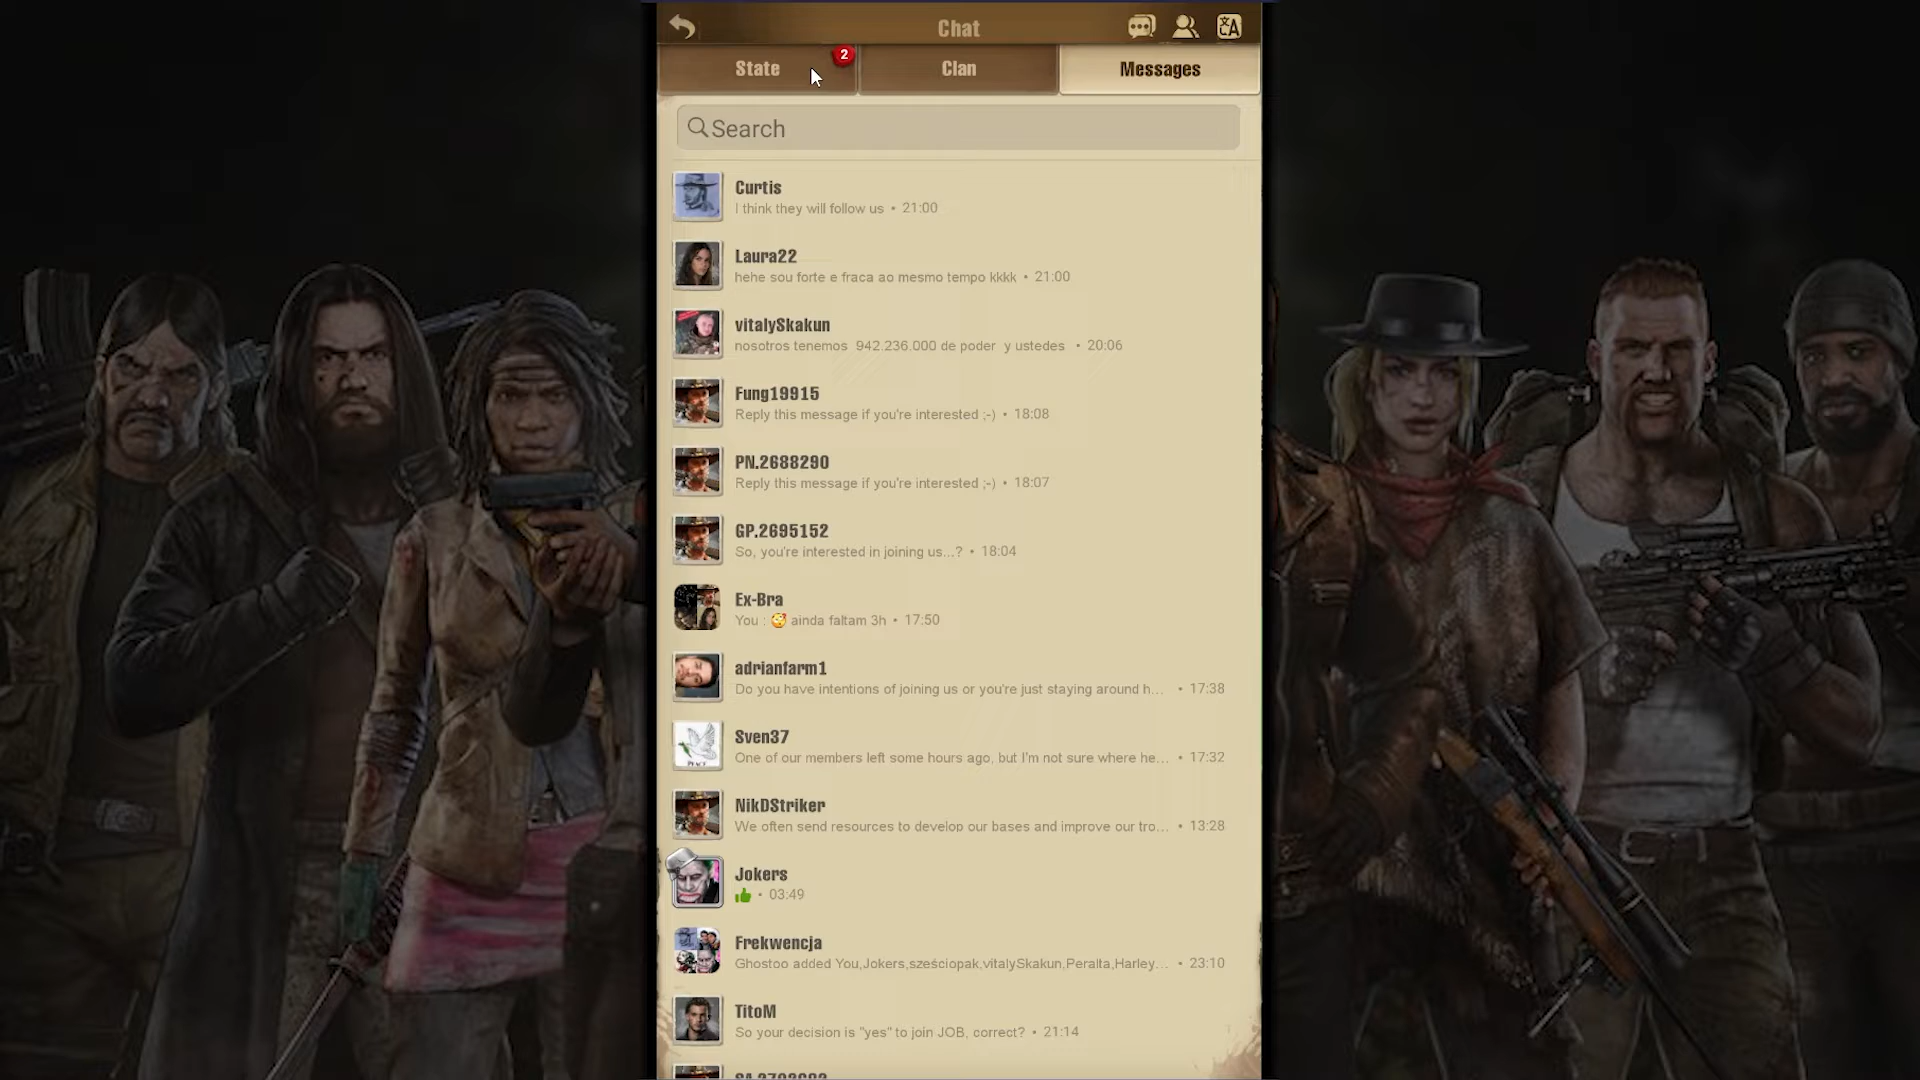 Chat
State
2
Clan
Messages
Search
Curtis
I think they will follow us • 21:00
Laura22
hehe sou forte e fraca ao mesmo tempo kkkk • 21:00
vitalySkakun
nosotros tenemos 942.236.000 de poder y ustedes • 20:06
Fung19915
Reply this message if you're interested ;-) • 18:08
PN.2688290
Reply this message if you're interested ;-) • 18:07
GP.2695152
So, you're interested in joining us...? • 18:04
Ex-Bra
You : 🥰 ainda faltam 3h • 17:50
adrianfarm1
Do you have intentions of joining us or you're just staying around h... • 17:38
Sven37
One of our members left some hours ago, but I'm not sure where he... • 17:32
NikDStriker
We often send resources to develop our bases and improve our tro... • 13:28
Jokers
👍 • 03:49
Frekwencja
Ghostoo added You,Jokers,sześciopak,vitalySkakun,Peralta,Harley... • 23:10
TitoM
So your decision is "yes" to join JOB, correct? • 21:14